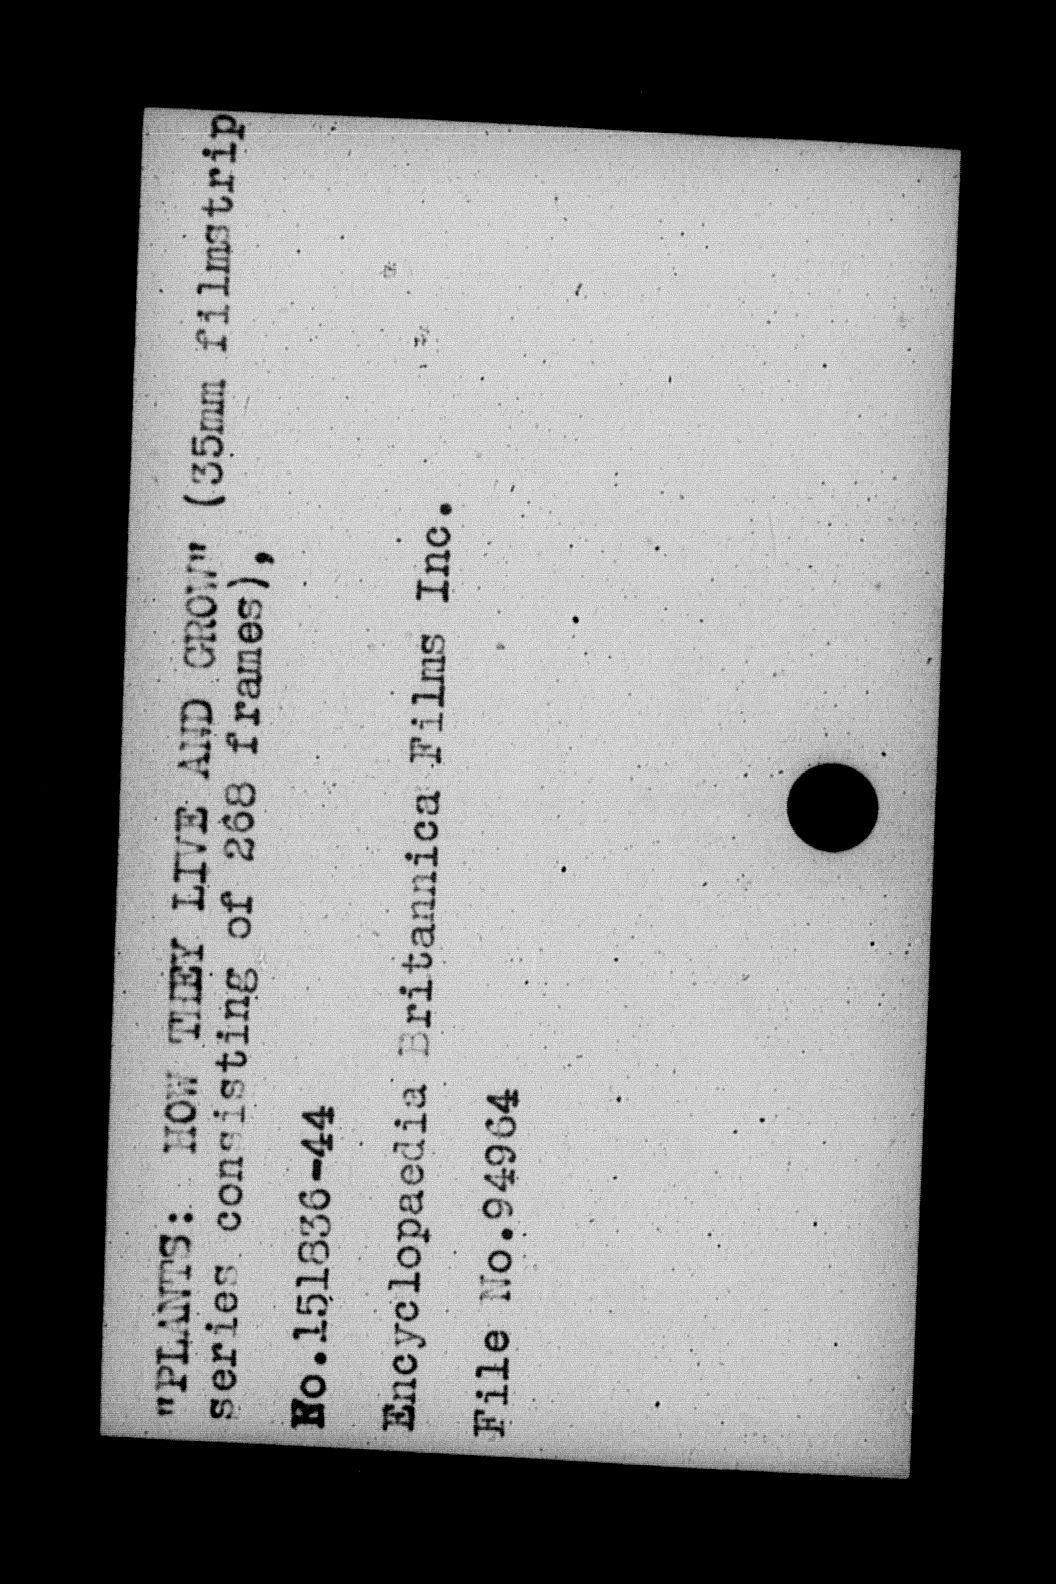 "PLANTS: HOW THEY LIVE AND GROW" (35mm filmstrip
series consisting of 268 frames),
No.151836-44
Encyclopaedia Britannica Films Inc.
File No.94964